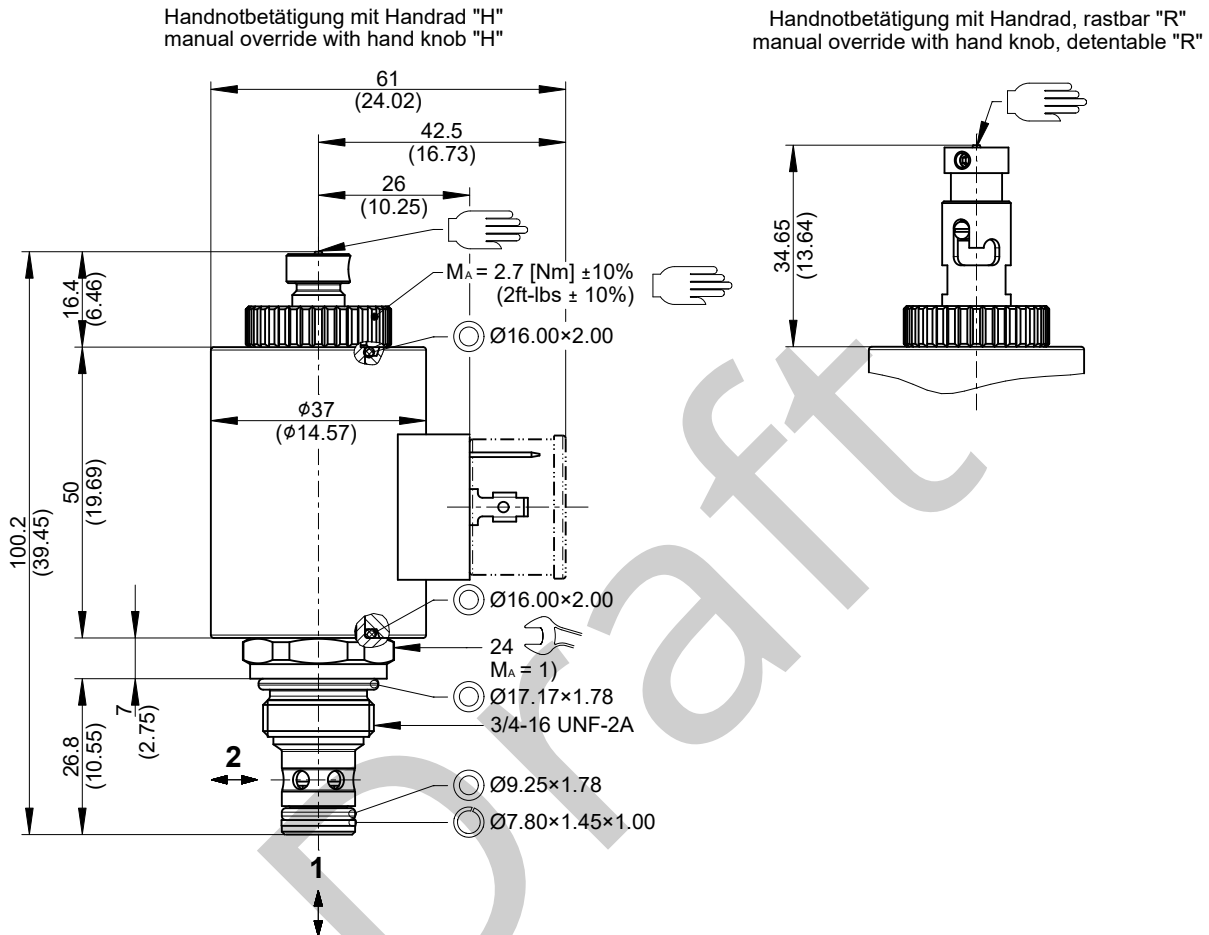 Handnotbetätigung mit Handrad "H"
manual override with hand knob "H"
Handnotbetätigung mit Handrad, rastbar "R"
manual override with hand knob, detentable "R"
61
(24.02)
42.5
(16.73)
26
(10.25)
34.65
(13.64)
16.4
(6.46)
MA = 2.7 [Nm] ±10%
(2ft-lbs ± 10%)
Ø16.00×2.00
ϕ37
(ϕ14.57)
50
(19.69)
100.2
(39.45)
Ø16.00×2.00
24
MA = 1)
7
(2.75)
Ø17.17×1.78
3/4-16 UNF-2A
26.8
(10.55)
2
Ø9.25×1.78
Ø7.80×1.45×1.00
1
Draft